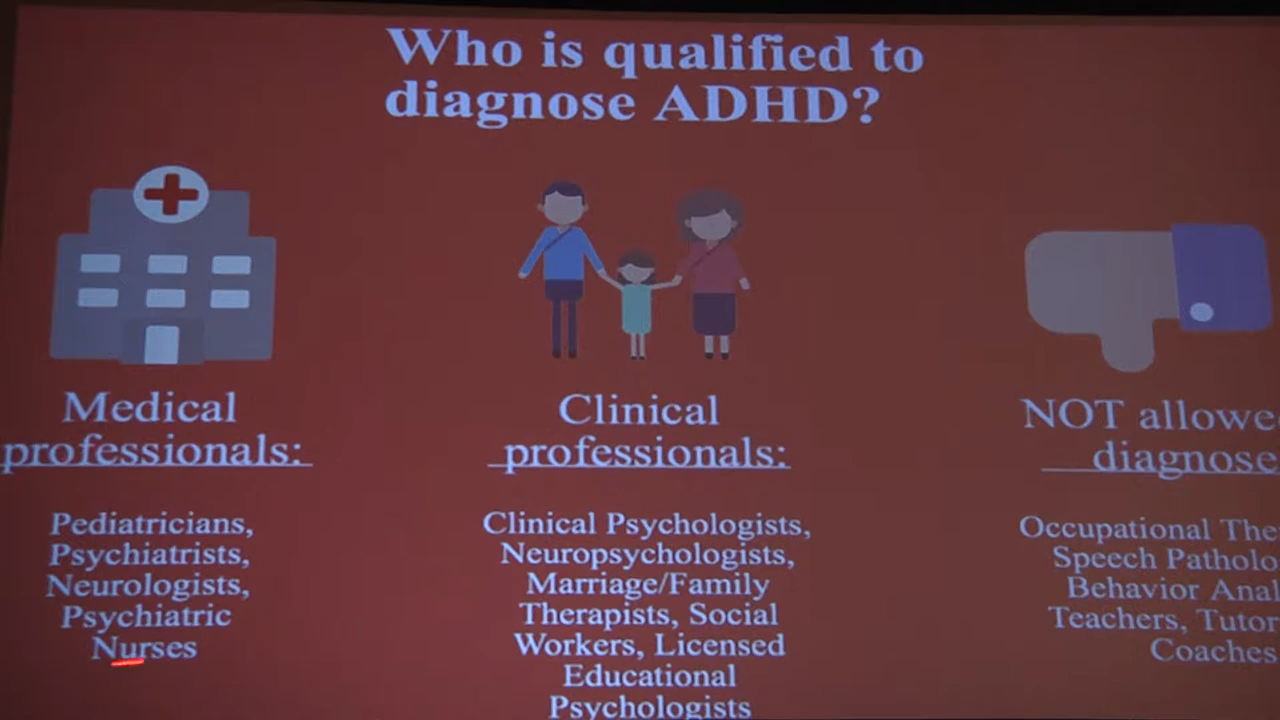 Who is qualified to
diagnose ADHD?
Medical
professionals:
Pediatricians,
Psychiatrists,
Neurologists,
Psychiatric
Nurses
Clinical
professionals:
Clinical Psychologists,
Neuropsychologists,
Marriage/Family
Therapists, Social
Workers, Licensed
Educational
Psychologists
NOT allowe
diagnose
Occupational The
Speech Patholo
Behavior Anal
Teachers, Tutor
Coaches